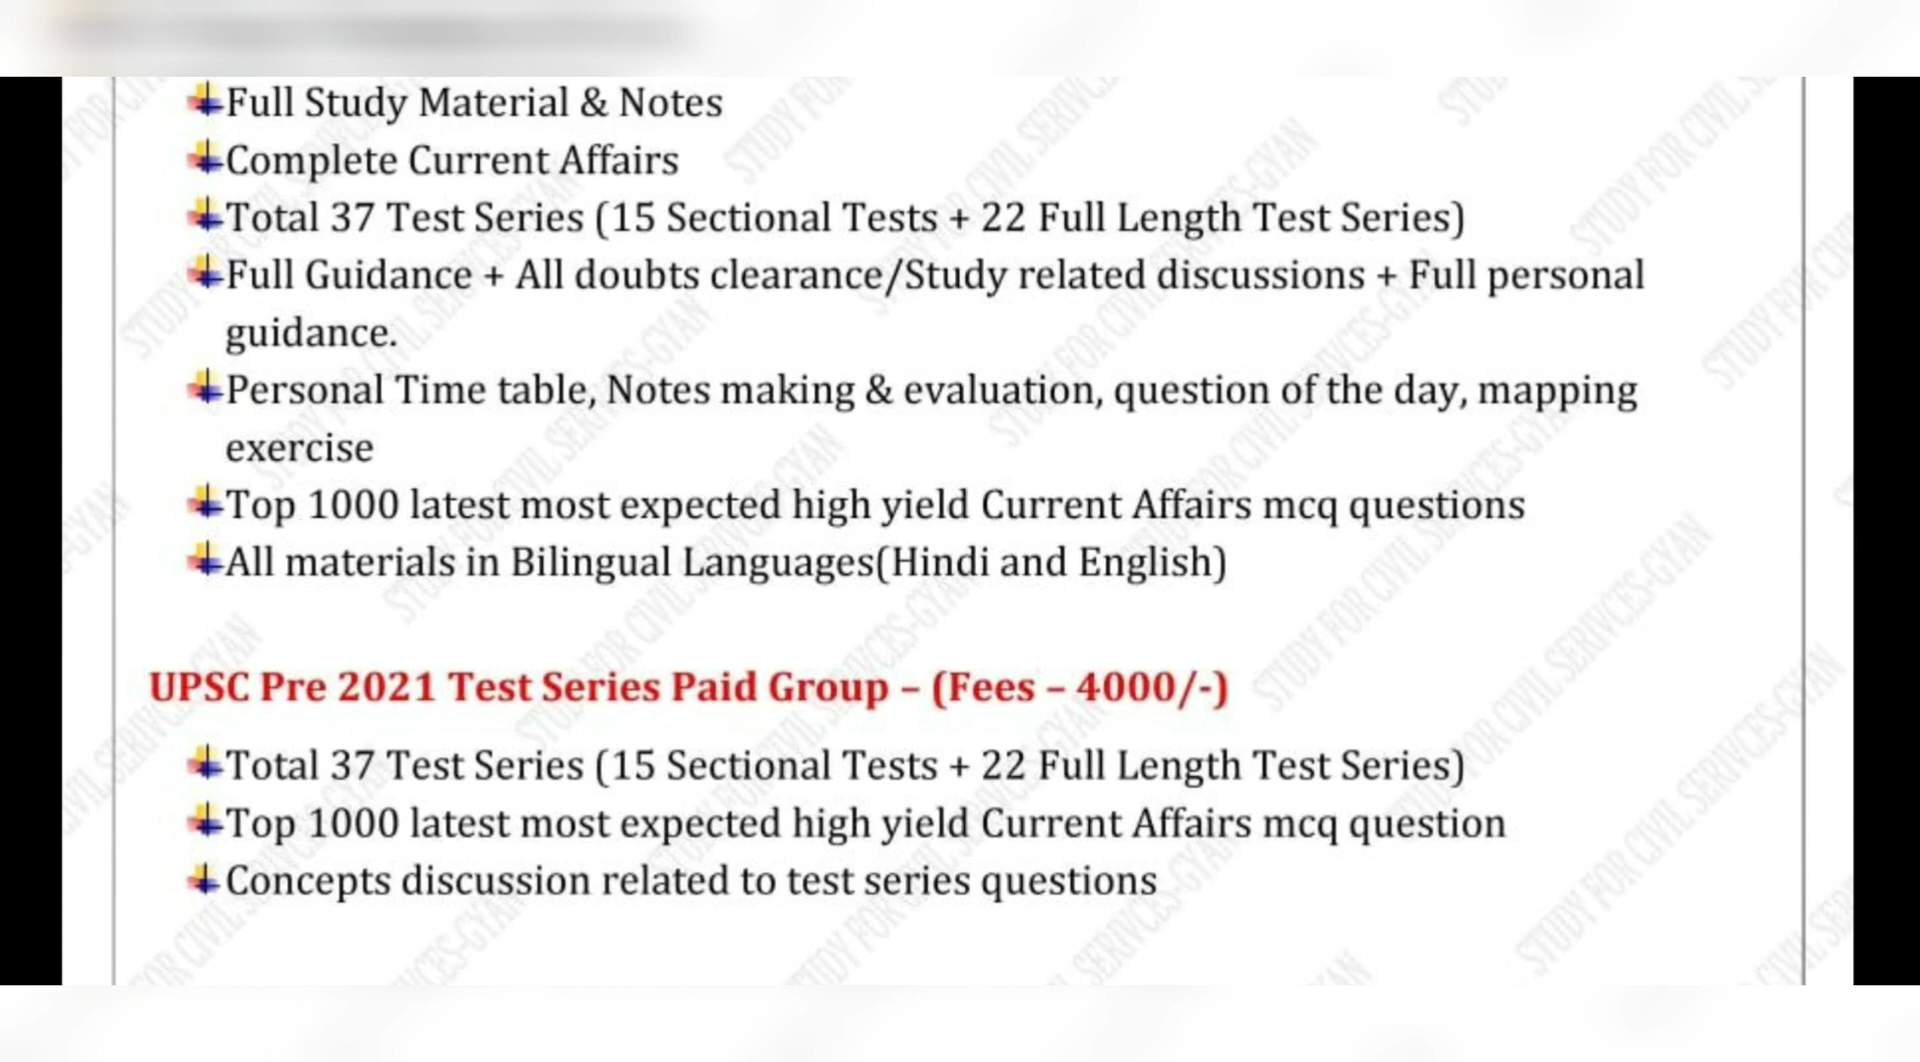 Full Study Material & Notes
Complete Current Affairs
Total 37 Test Series (15 Sectional Tests + 22 Full Length Test Series)
Full Guidance + All doubts clearance/Study related discussions + Full personal
guidance.
Personal Time table, Notes making & evaluation, question of the day, mapping
exercise
Top 1000 latest most expected high yield Current Affairs mcq questions
All materials in Bilingual Languages(Hindi and English)
UPSC Pre 2021 Test Series Paid Group – (Fees – 4000/-)
Total 37 Test Series (15 Sectional Tests + 22 Full Length Test Series)
Top 1000 latest most expected high yield Current Affairs mcq question
Concepts discussion related to test series questions
STUDY FOR CIVIL SERIVCES-GYAN